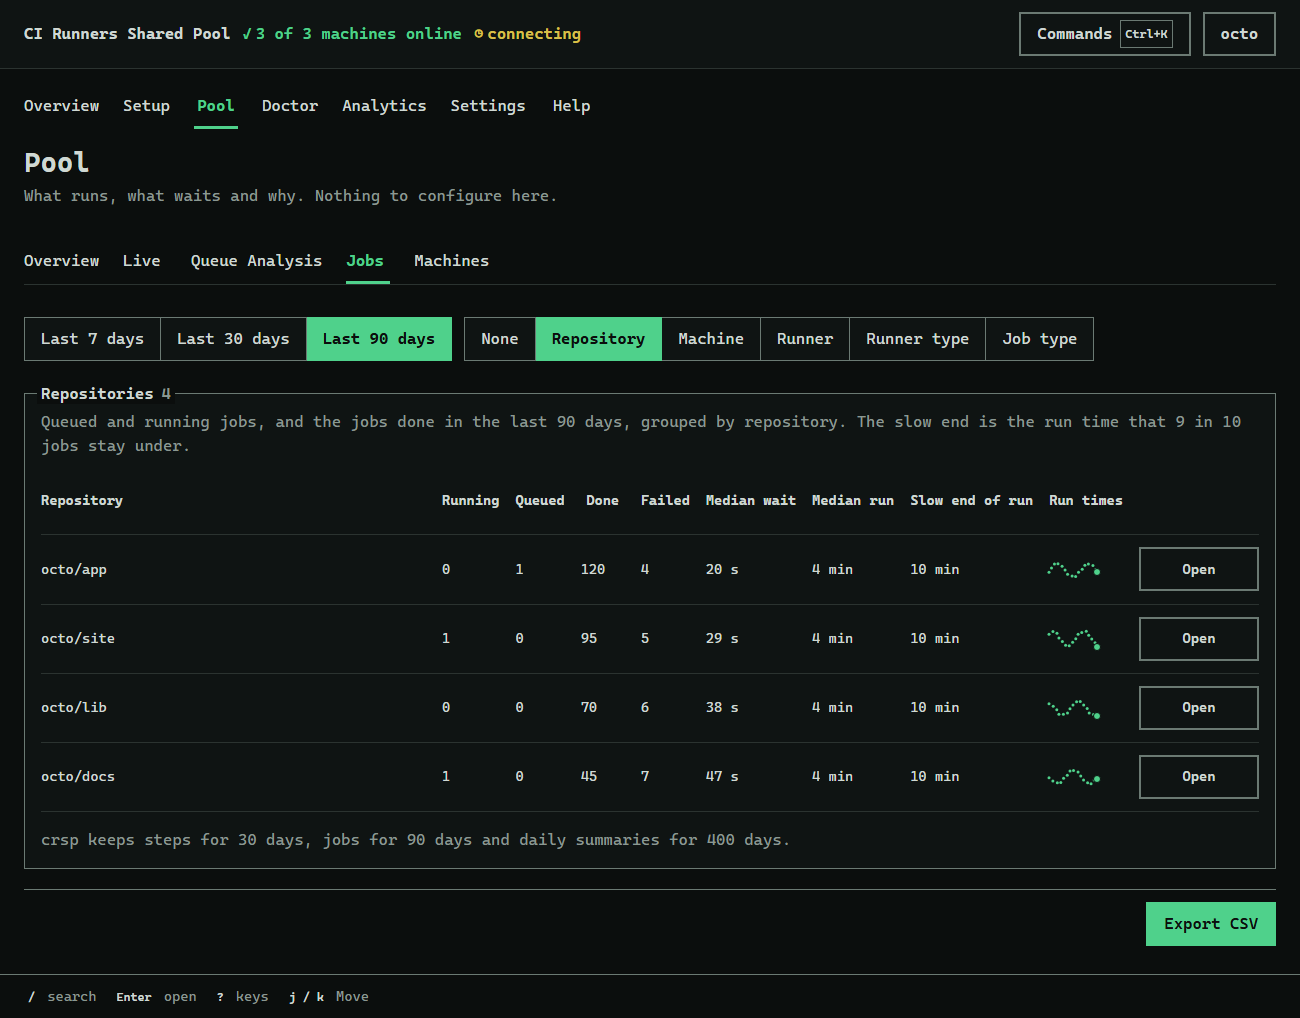 CI Runners Shared Pool ✓ 3 of 3 machines online connecting Commands Ctrl+K octo
Overview Setup Pool Doctor Analytics Settings Help
Pool
What runs, what waits and why. Nothing to configure here.
Overview Live Queue Analysis Jobs Machines
Last 7 days Last 30 days Last 90 days None Repository Machine Runner Runner type Job type
Repositories 4
Queued and running jobs, and the jobs done in the last 90 days, grouped by repository. The slow end is the run time that 9 in 10
jobs stay under.
Repository Running Queued Done Failed Median wait Median run Slow end of run Run times
octo/app 0 1 120 4 20 s 4 min 10 min Open
octo/site 1 0 95 5 29 s 4 min 10 min Open
octo/lib 0 0 70 6 38 s 4 min 10 min Open
octo/docs 1 0 45 7 47 s 4 min 10 min Open
crsp keeps steps for 30 days, jobs for 90 days and daily summaries for 400 days.
Export CSV
/ search Enter open ? keys j / k Move